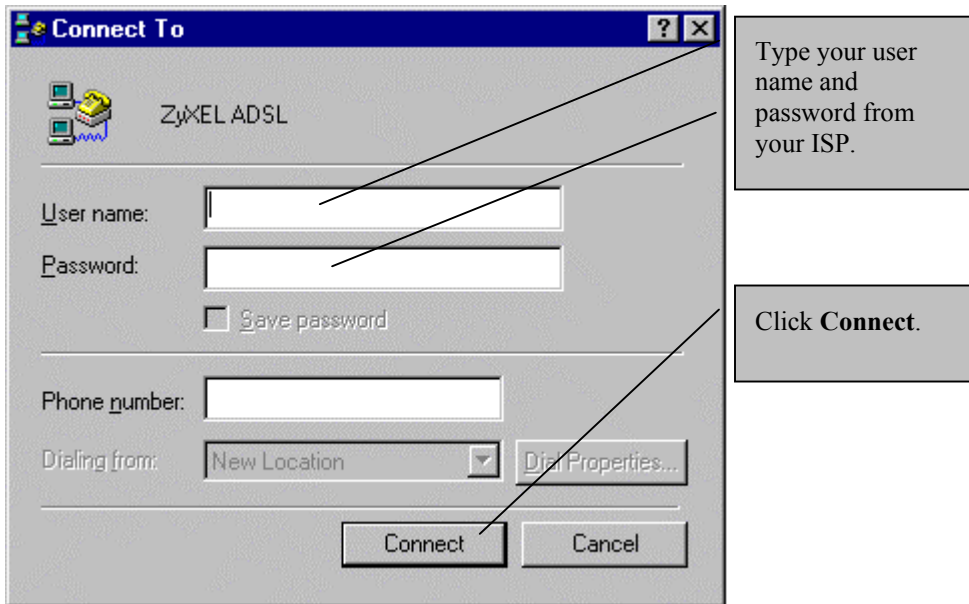 Connect To
ZyXEL ADSL
User name:
Password:
Save password
Phone number:
Dialing from:
New Location
Dial Properties...
Connect
Cancel
Type your user
name and
password from
your ISP.
Click Connect.